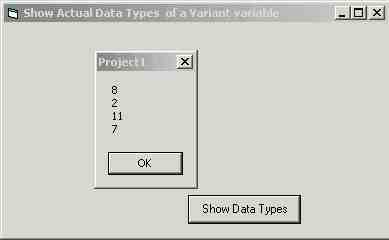 Show Actual Data Types of a Variant variable
Project1
8
2
11
7
OK
Show Data Types